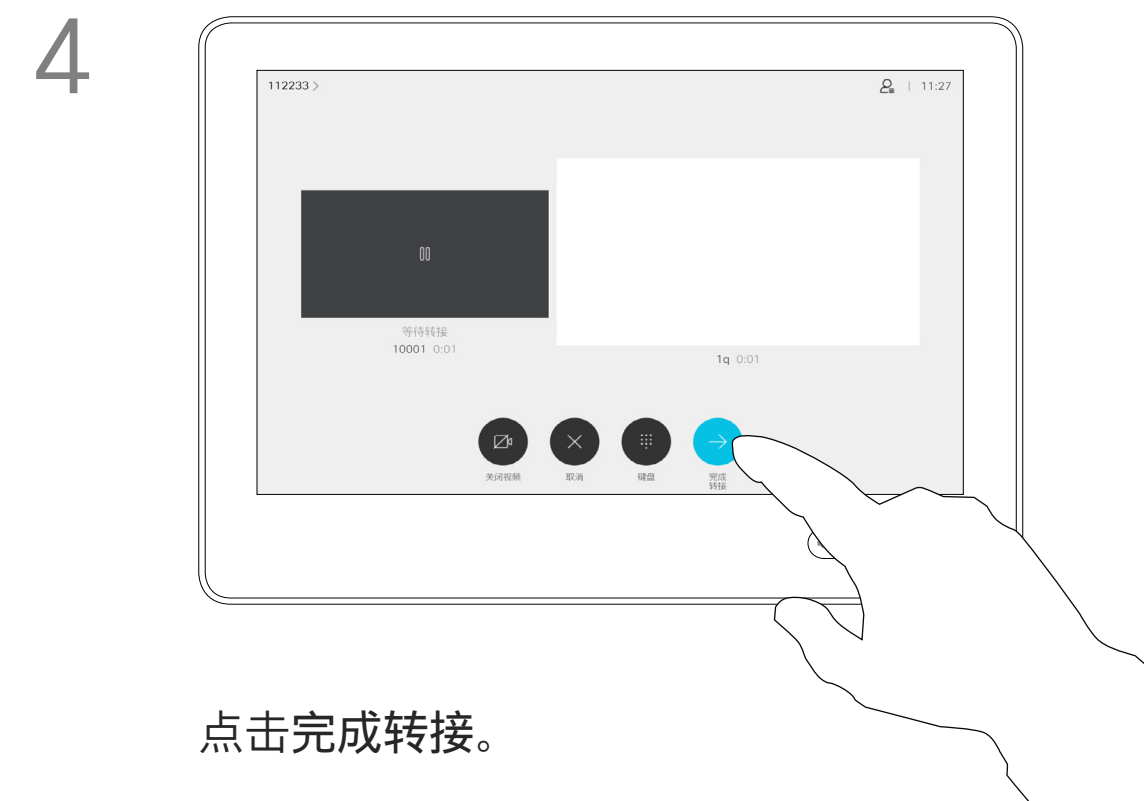 4
112233 >
11:27
等待转接
10001 0:01
1q 0:01
关闭视频
取消
键盘
完成
转接
点击完成转接。